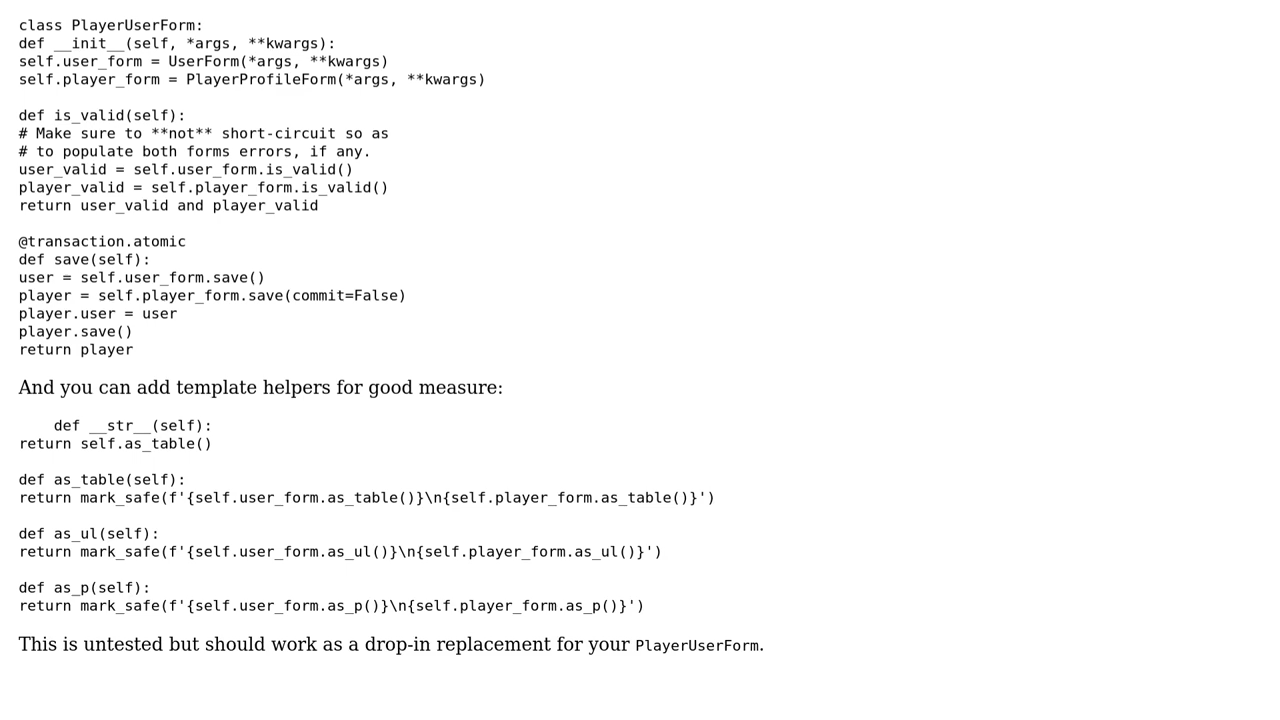 class PlayerUserForm:
def __init__(self, *args, **kwargs):
self.user_form = UserForm(*args, **kwargs)
self.player_form = PlayerProfileForm(*args, **kwargs)

def is_valid(self):
# Make sure to **not** short-circuit so as
# to populate both forms errors, if any.
user_valid = self.user_form.is_valid()
player_valid = self.player_form.is_valid()
return user_valid and player_valid

@transaction.atomic
def save(self):
user = self.user_form.save()
player = self.player_form.save(commit=False)
player.user = user
player.save()
return player

And you can add template helpers for good measure:

    def __str__(self):
return self.as_table()

def as_table(self):
return mark_safe(f'{self.user_form.as_table()}\n{self.player_form.as_table()}')

def as_ul(self):
return mark_safe(f'{self.user_form.as_ul()}\n{self.player_form.as_ul()}')

def as_p(self):
return mark_safe(f'{self.user_form.as_p()}\n{self.player_form.as_p()}')

This is untested but should work as a drop-in replacement for your PlayerUserForm.